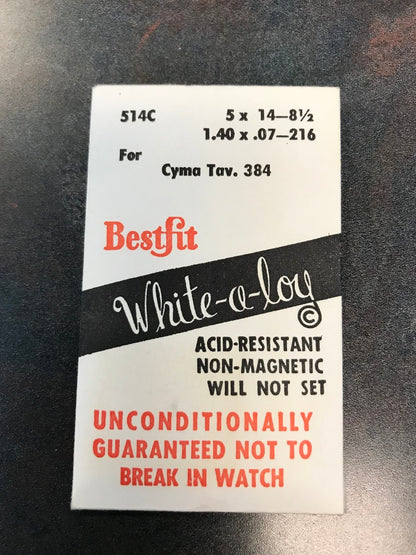 514C 5 x 14—8½
1.40 x .07—216
For
Cyma Tav. 384
Bestfit
White-a-loy
©
ACID-RESISTANT
NON-MAGNETIC
WILL NOT SET
UNCONDITIONALLY
GUARANTEED NOT TO
BREAK IN WATCH